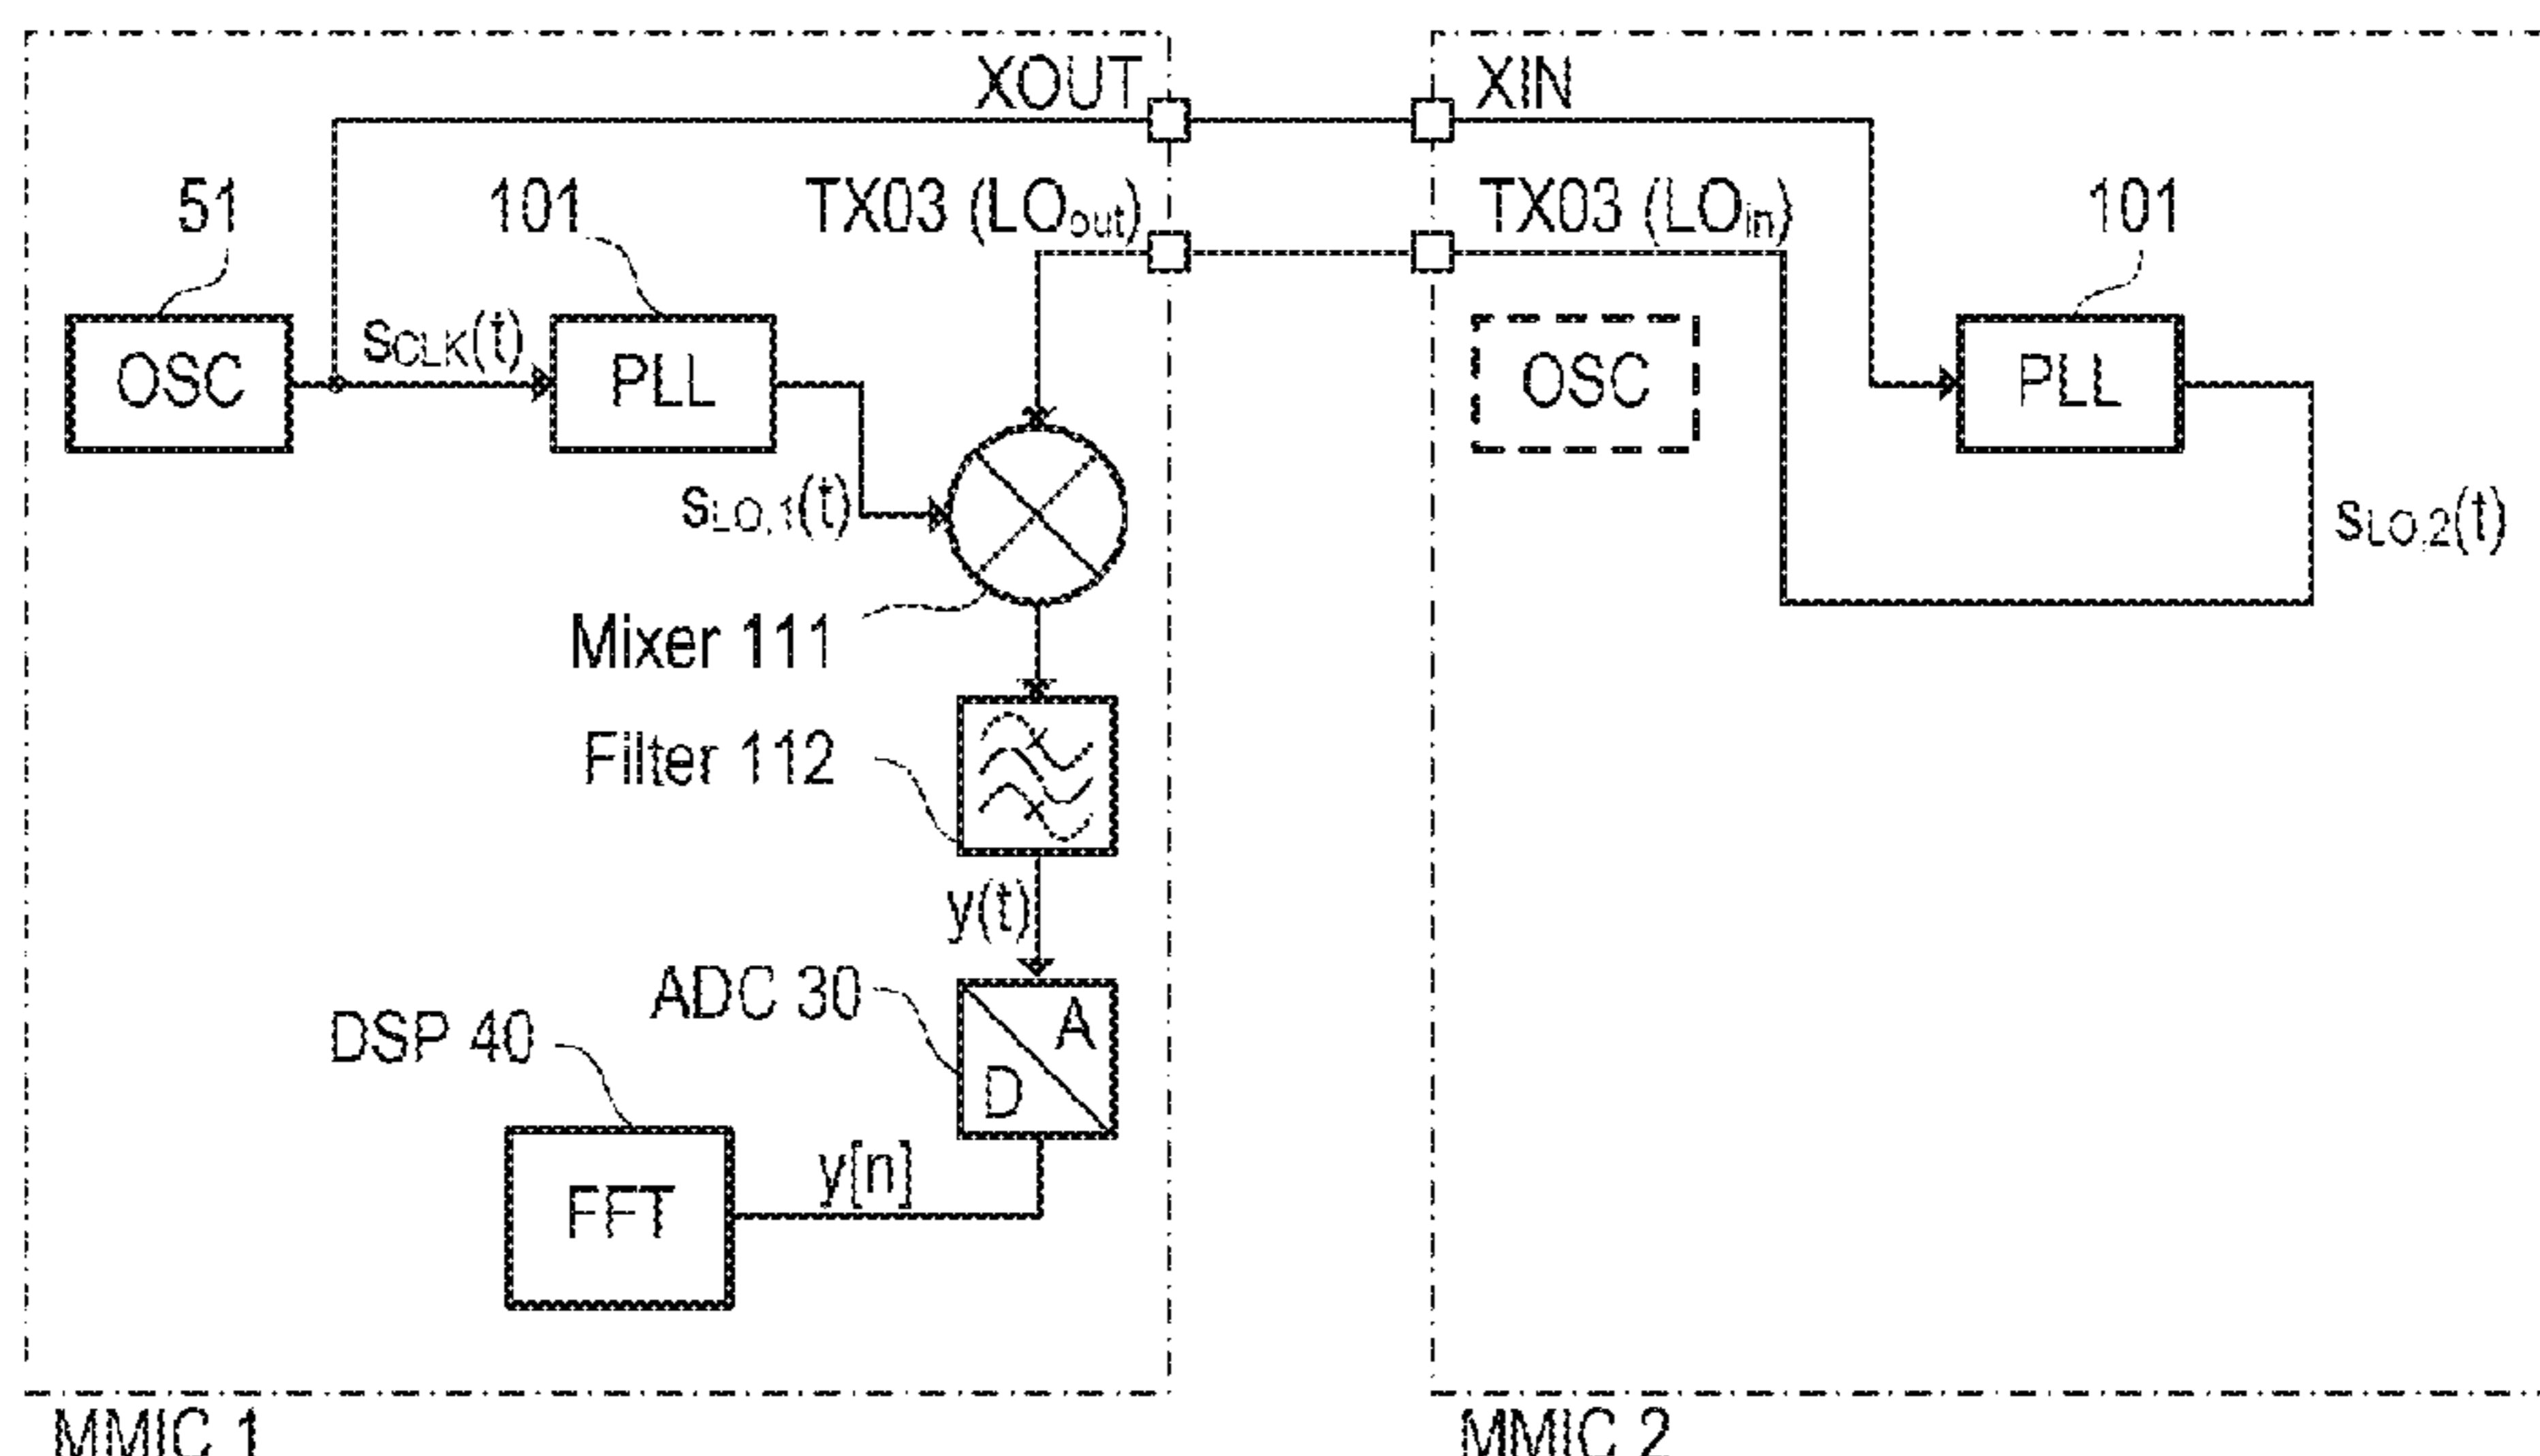 XOUT
XIN
51
101
TX03 (LOout)
TX03 (LOin)
101
OSC
sCLK(t)
PLL
OSC
PLL
sLO,1(t)
sLO,2(t)
Mixer 111
Filter 112
y(t)
ADC 30
A
D
DSP 40
y[n]
FFT
MMIC 1
MMIC 2